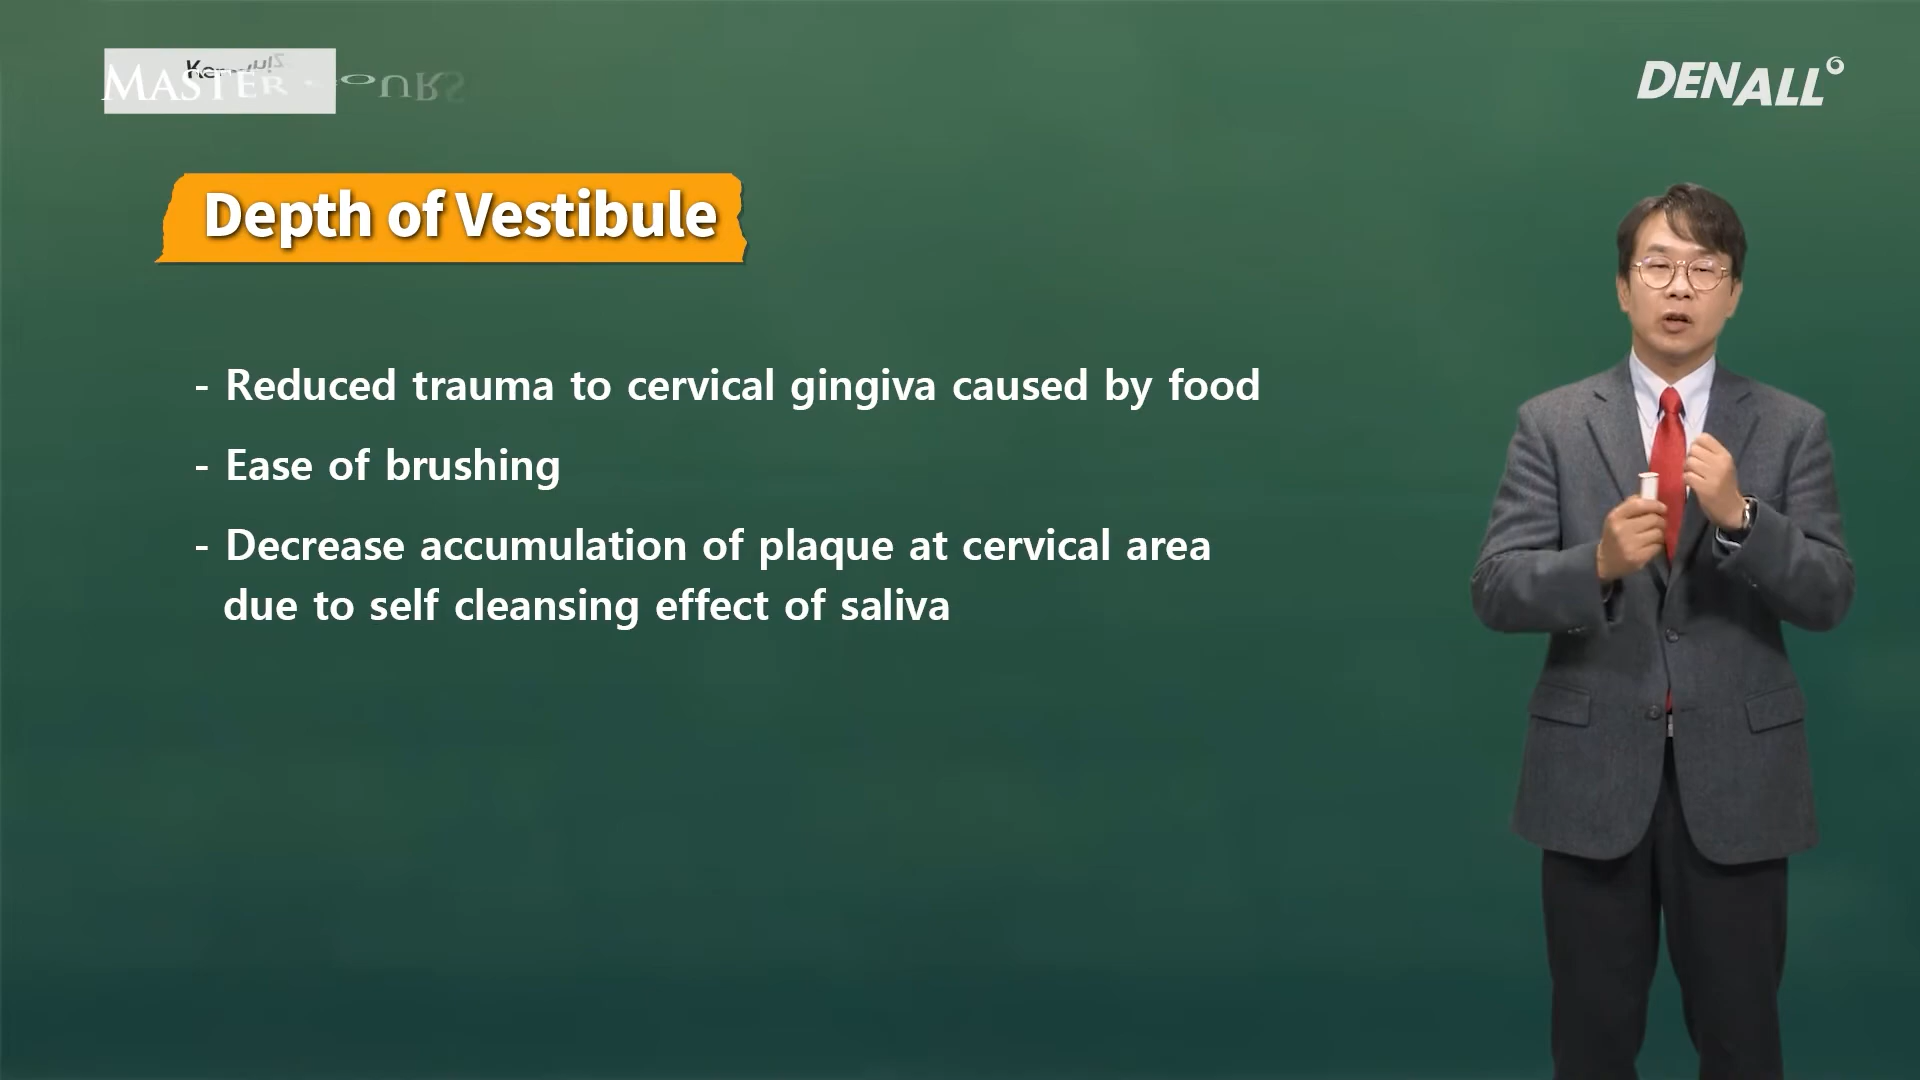 MASTER
DENALL
Depth of Vestibule
- Reduced trauma to cervical gingiva caused by food
- Ease of brushing
- Decrease accumulation of plaque at cervical area
due to self cleansing effect of saliva